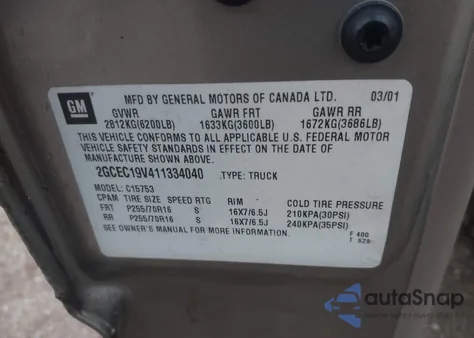 GM
MFD BY GENERAL MOTORS OF CANADA LTD. 03/01
GVWR GAWR FRT GAWR RR
2812KG(6200LB) 1633KG(3600LB) 1672KG(3686LB)
THIS VEHICLE CONFORMS TO ALL APPLICABLE U.S. FEDERAL MOTOR
VEHICLE SAFETY STANDARDS IN EFFECT ON THE DATE OF
MANUFACTURE SHOWN ABOVE.
2GCEC19V411334040 TYPE: TRUCK
MODEL: C15753
CPAM TIRE SIZE SPEED RTG RIM COLD TIRE PRESSURE
FRT P255/70R16 S 16X7/6.5J 210KPA(30PSI)
RR P255/70R16 S 16X7/6.5J 240KPA(35PSI)
SEE OWNER'S MANUAL FOR MORE INFORMATION.
F 400
T 529
autoSnap